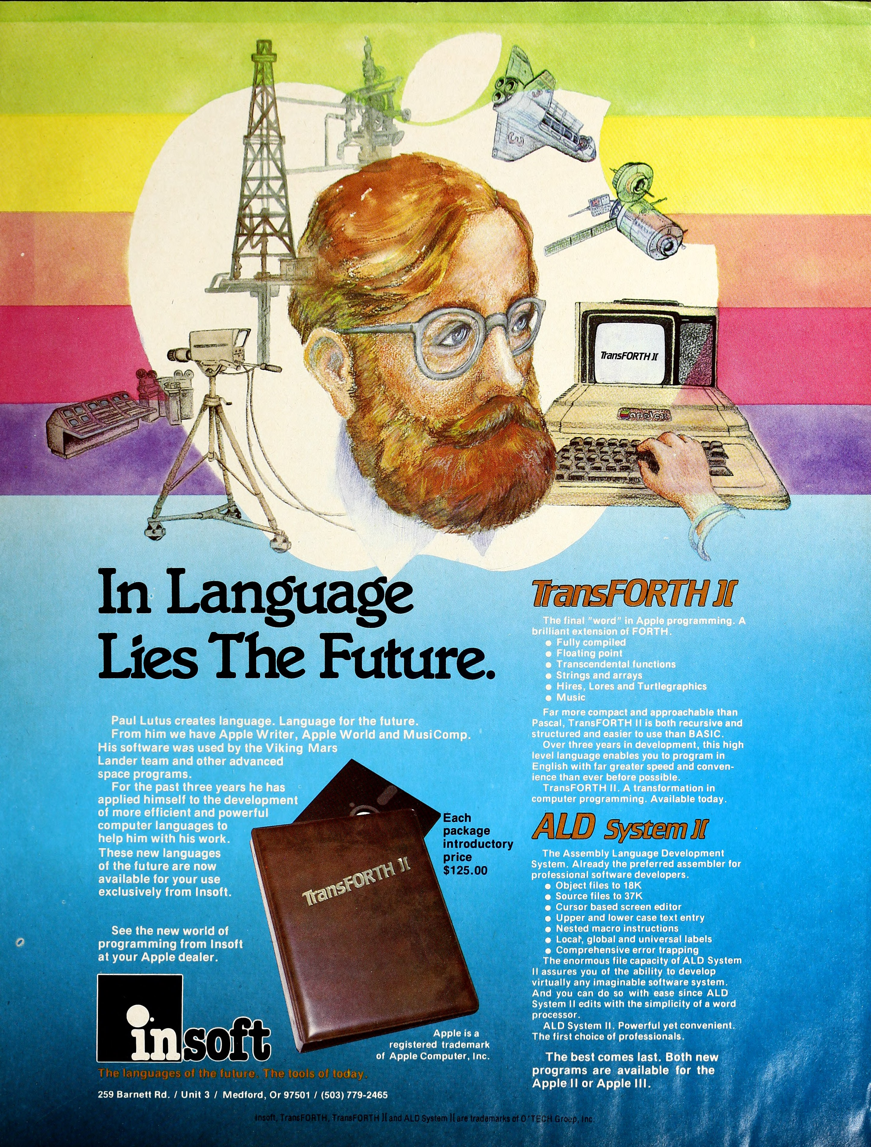 TransFORTH ][
In Language
Lies The Future.
Paul Lutus creates language. Language for the future.
From him we have Apple Writer, Apple World and MusiComp.
His software was used by the Viking Mars
Lander team and other advanced
space programs.
For the past three years he has
applied himself to the development
of more efficient and powerful
computer languages to
help him with his work.
These new languages
of the future are now
available for your use
exclusively from Insoft.
See the new world of
programming from Insoft
at your Apple dealer.
Each
package
introductory
price
$125.00
TransFORTH ][
insoft
The languages of the future. The tools of today.
259 Barnett Rd. / Unit 3 / Medford, Or 97501 / (503) 779-2465
Apple is a
registered trademark
of Apple Computer, Inc.
TransFORTH ][
The final "word" in Apple programming. A
brilliant extension of FORTH.
● Fully compiled
● Floating point
● Transcendental functions
● Strings and arrays
● Hires, Lores and Turtlegraphics
● Music
Far more compact and approachable than
Pascal, TransFORTH II is both recursive and
structured and easier to use than BASIC.
Over three years in development, this high
level language enables you to program in
English with far greater speed and conven-
ience than ever before possible.
TransFORTH II. A transformation in
computer programming. Available today.
ALD System ][
The Assembly Language Development
System. Already the preferred assembler for
professional software developers.
● Object files to 18K
● Source files to 37K
● Cursor based screen editor
● Upper and lower case text entry
● Nested macro instructions
● Local, global and universal labels
● Comprehensive error trapping
The enormous file capacity of ALD System
II assures you of the ability to develop
virtually any imaginable software system.
And you can do so with ease since ALD
System II edits with the simplicity of a word
processor.
ALD System II. Powerful yet convenient.
The first choice of professionals.
The best comes last. Both new
programs are available for the
Apple II or Apple III.
Insoft, TransFORTH, TransFORTH ][ and ALD System ][ are trademarks of